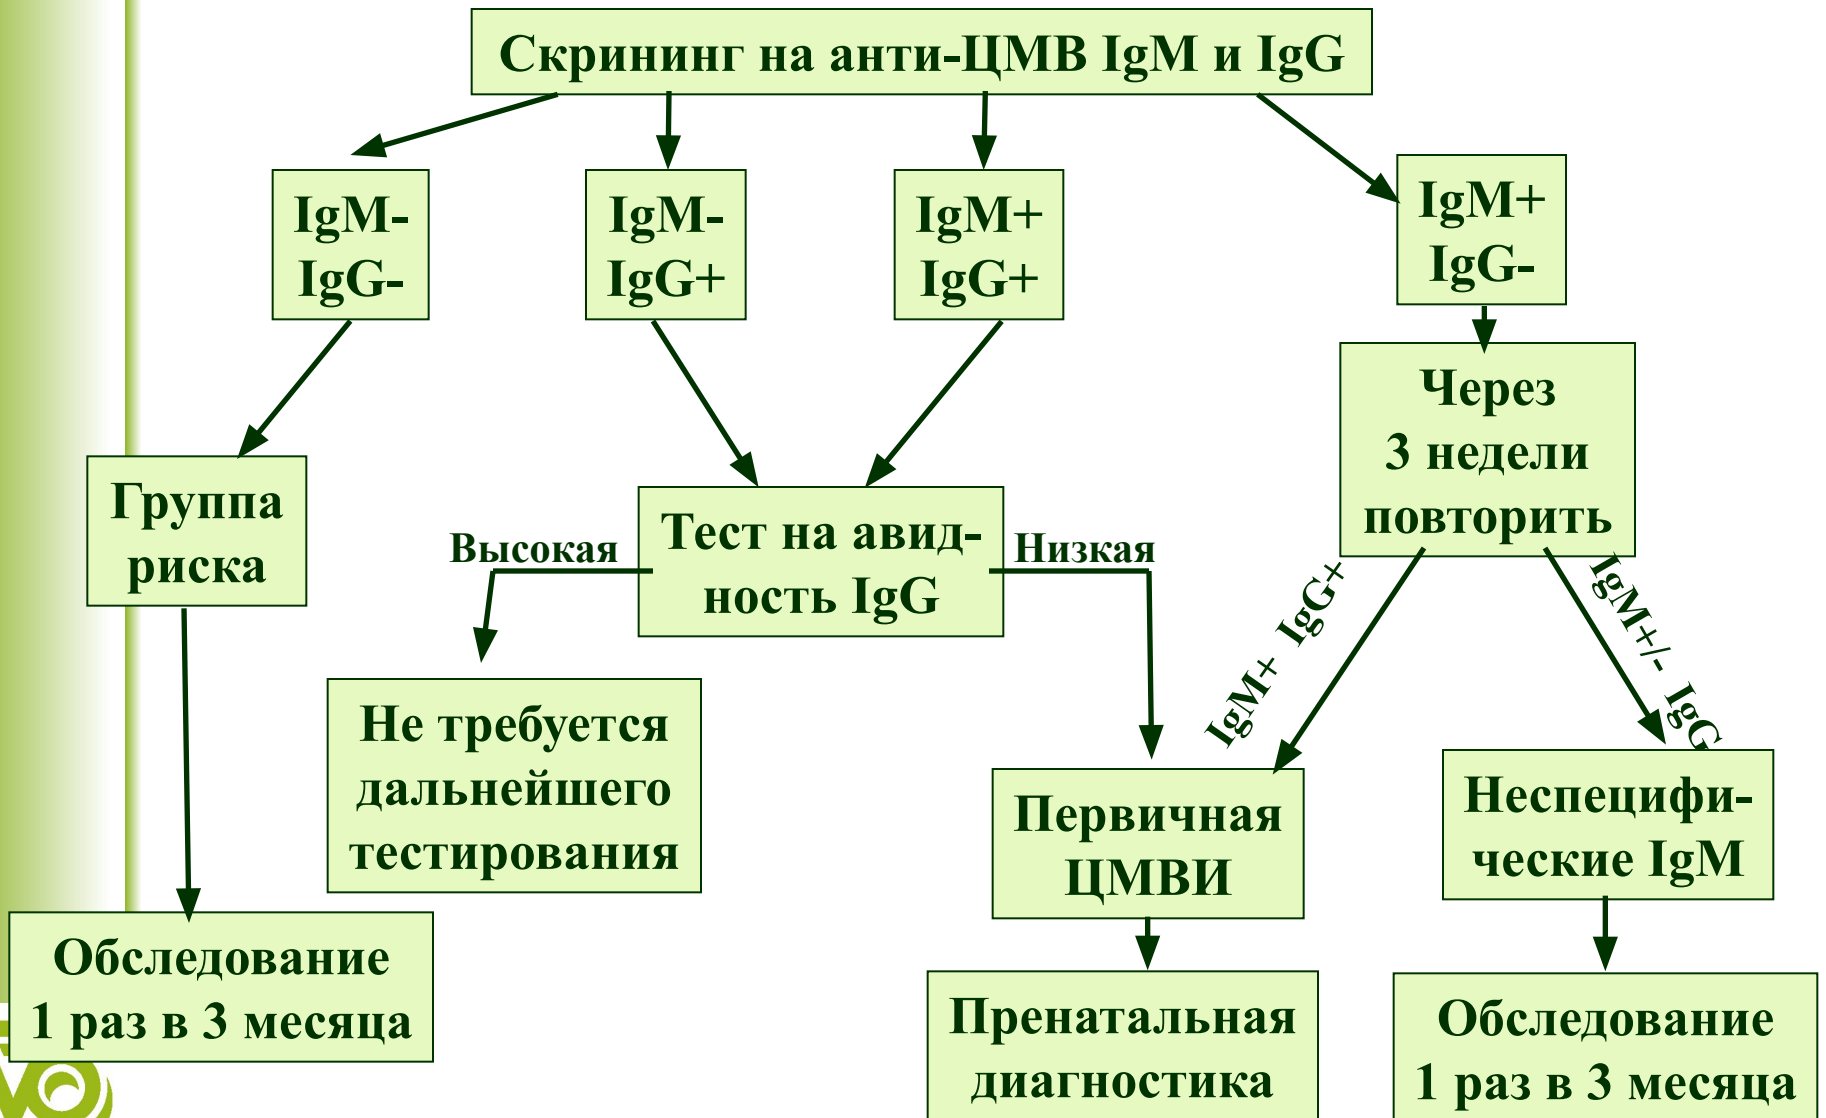 Скрининг на анти-ЦМВ IgM и IgG
IgM-
IgG-
IgM-
IgG+
IgM+
IgG+
IgM+
IgG-
Через
3 недели
повторить
Группа
риска
Высокая
Тест на авид-
ность IgG
Низкая
IgM+ IgG+
IgM+/- IgG
Не требуется
дальнейшего
тестирования
Первичная
ЦМВИ
Неспецифи-
ческие IgM
Обследование
1 раз в 3 месяца
Пренатальная
диагностика
Обследование
1 раз в 3 месяца